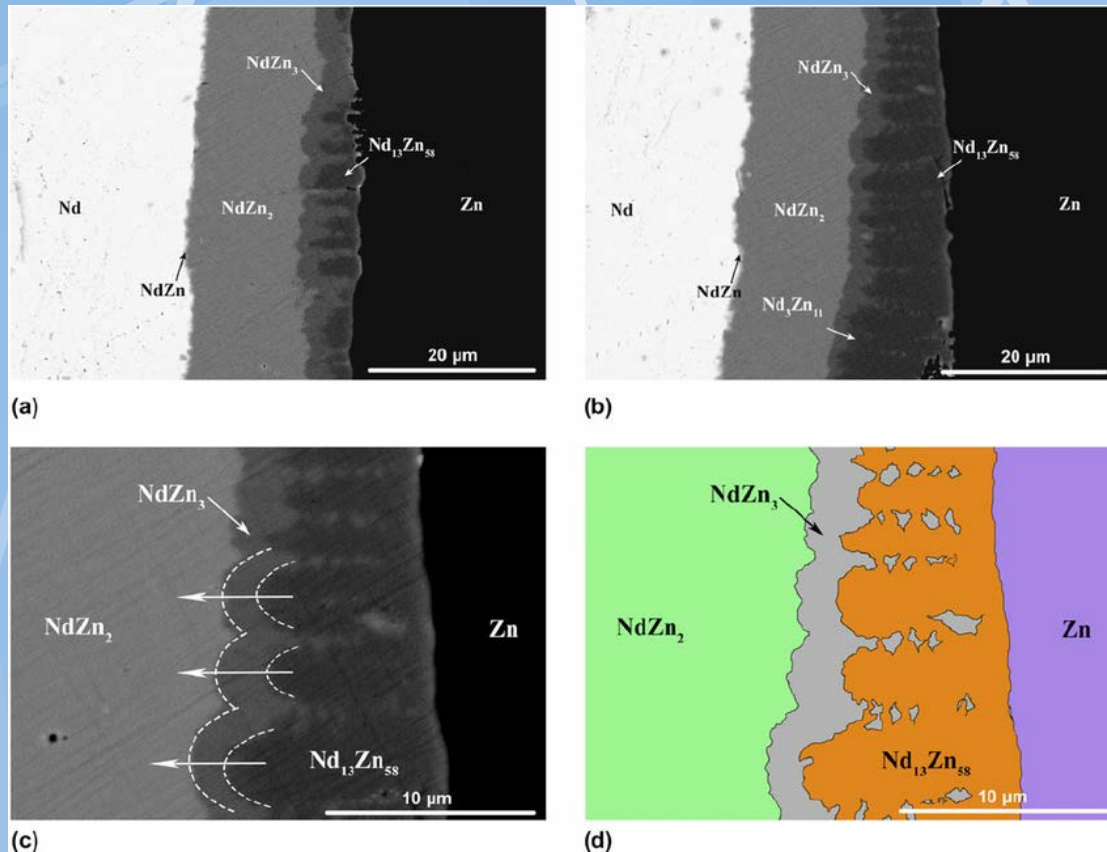 NdZn₃
Nd₁₃Zn₅₈
Nd
NdZn₂
Zn
NdZn
20 µm
(a)
NdZn₃
Nd₁₃Zn₅₈
Nd
NdZn₂
Zn
NdZn
Nd₃Zn₁₁
20 µm
(b)
NdZn₃
NdZn₂
Zn
Nd₁₃Zn₅₈
10 µm
(c)
NdZn₃
NdZn₂
Zn
Nd₁₃Zn₅₈
10 µm
(d)